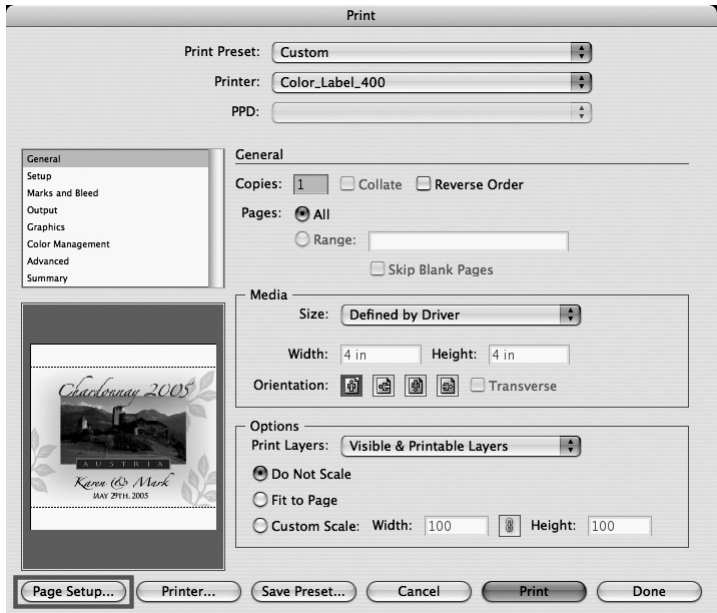 Print
Print Preset: Custom
Printer: Color_Label_400
PPD:
General
Setup
Marks and Bleed
Output
Graphics
Color Management
Advanced
Summary
General
Copies: 1 Collate Reverse Order
Pages: All
Range:
Skip Blank Pages
Media
Size: Defined by Driver
Width: 4 in Height: 4 in
Orientation: Transverse
Options
Print Layers: Visible & Printable Layers
Do Not Scale
Fit to Page
Custom Scale: Width: 100 Height: 100
Chardonnay 2005
AUSTRIA
Karen & Mark
MAY 29TH, 2005
Page Setup... Printer... Save Preset... Cancel Print Done